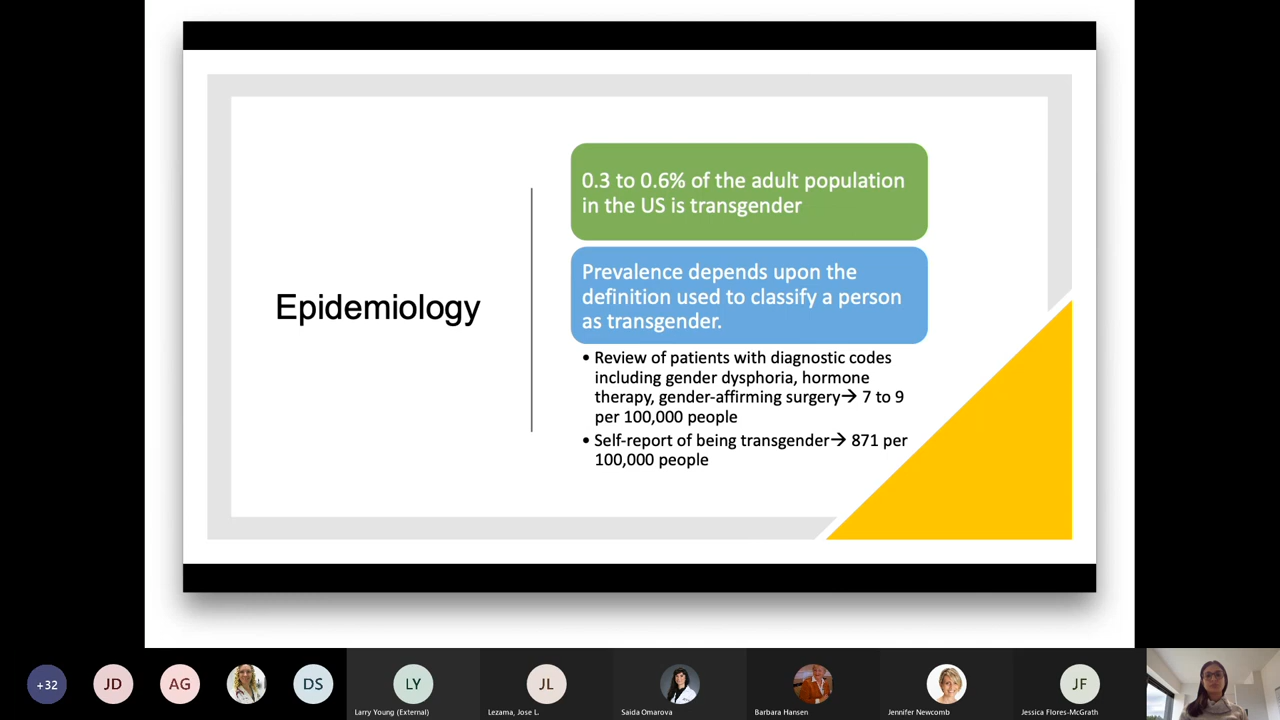 Epidemiology
0.3 to 0.6% of the adult population
in the US is transgender
Prevalence depends upon the
definition used to classify a person
as transgender.
• Review of patients with diagnostic codes
including gender dysphoria, hormone
therapy, gender-affirming surgery→ 7 to 9
per 100,000 people
• Self-report of being transgender→ 871 per
100,000 people
+32
JD
AG
DS
LY
Larry Young (External)
JL
Lezama, Jose L.
Saida Omarova
Barbara Hansen
Jennifer Newcomb
JF
Jessica Flores-McGrath